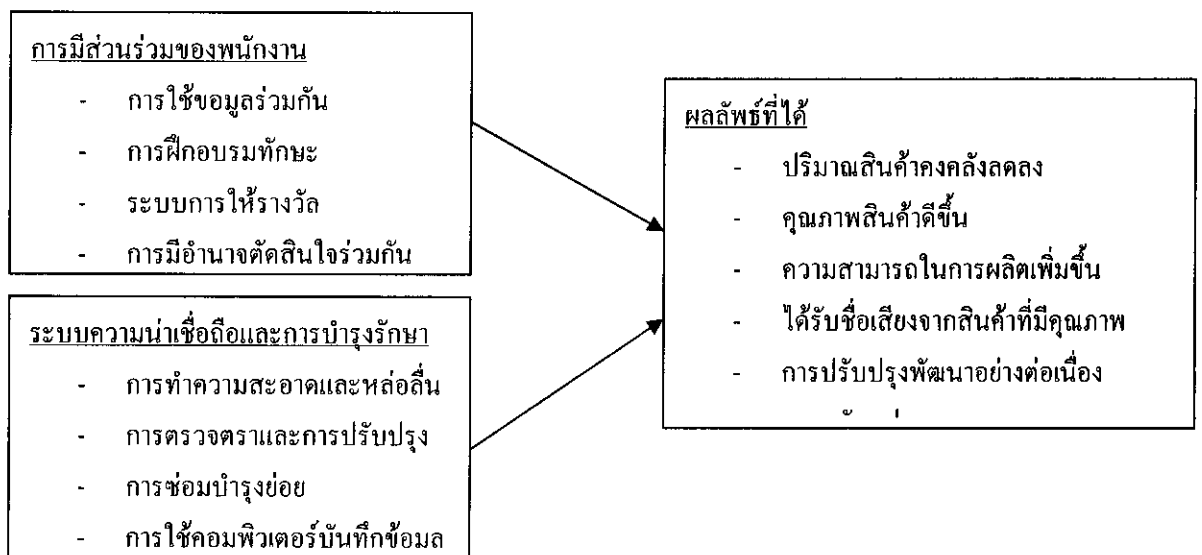 การมีส่วนร่วมของพนักงาน
- การใช้ขอมูลร่วมกัน
- การฝึกอบรมทักษะ
- ระบบการให้รางวัล
- การมีอำนาจตัดสินใจร่วมกัน
ระบบความน่าเชื่อถือและการบำรุงรักษา
- การทำความสะอาดและหล่อลื่น
- การตรวจตราและการปรับปรุง
- การซ่อมบำรุงย่อย
- การใช้คอมพิวเตอร์บันทึกข้อมูล
ผลลัพธ์ที่ได้
- ปริมาณสินค้าคงคลังลดลง
- คุณภาพสินค้าดีขึ้น
- ความสามารถในการผลิตเพิ่มขึ้น
- ได้รับชื่อเสียงจากสินค้าที่มีคุณภาพ
- การปรับปรุงพัฒนาอย่างต่อเนื่อง